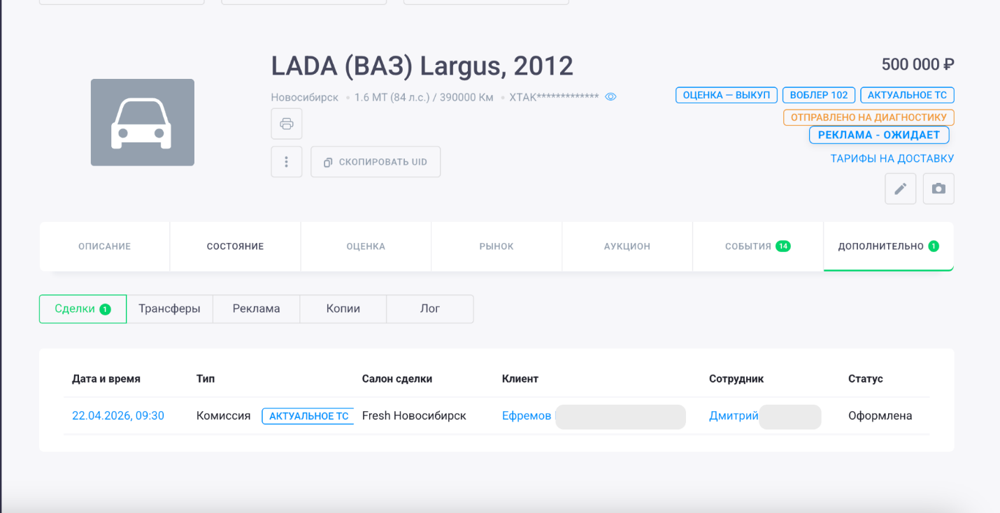 LADA (ВАЗ) Largus, 2012
500 000 ₽
Новосибирск • 1.6 MT (84 л.с.) / 390000 Км • XTAK*************
ОЦЕНКА — ВЫКУП ВОБЛЕР 102 АКТУАЛЬНОЕ ТС
ОТПРАВЛЕНО НА ДИАГНОСТИКУ
РЕКЛАМА - ОЖИДАЕТ
ТАРИФЫ НА ДОСТАВКУ
СКОПИРОВАТЬ UID
ОПИСАНИЕ СОСТОЯНИЕ ОЦЕНКА РЫНОК АУКЦИОН СОБЫТИЯ 14 ДОПОЛНИТЕЛЬНО 1
Сделки 1 Трансферы Реклама Копии Лог
Дата и время Тип Салон сделки Клиент Сотрудник Статус
22.04.2026, 09:30 Комиссия АКТУАЛЬНОЕ ТС Fresh Новосибирск Ефремов Дмитрий Оформлена